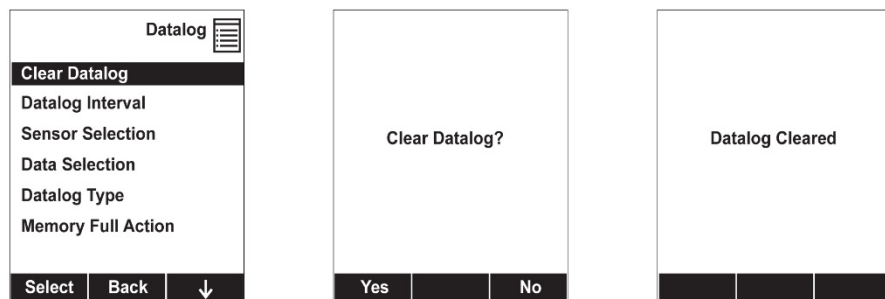 Datalog
Clear Datalog
Datalog Interval
Sensor Selection
Data Selection
Datalog Type
Memory Full Action
Select Back ↓
Clear Datalog?
Yes No
Datalog Cleared